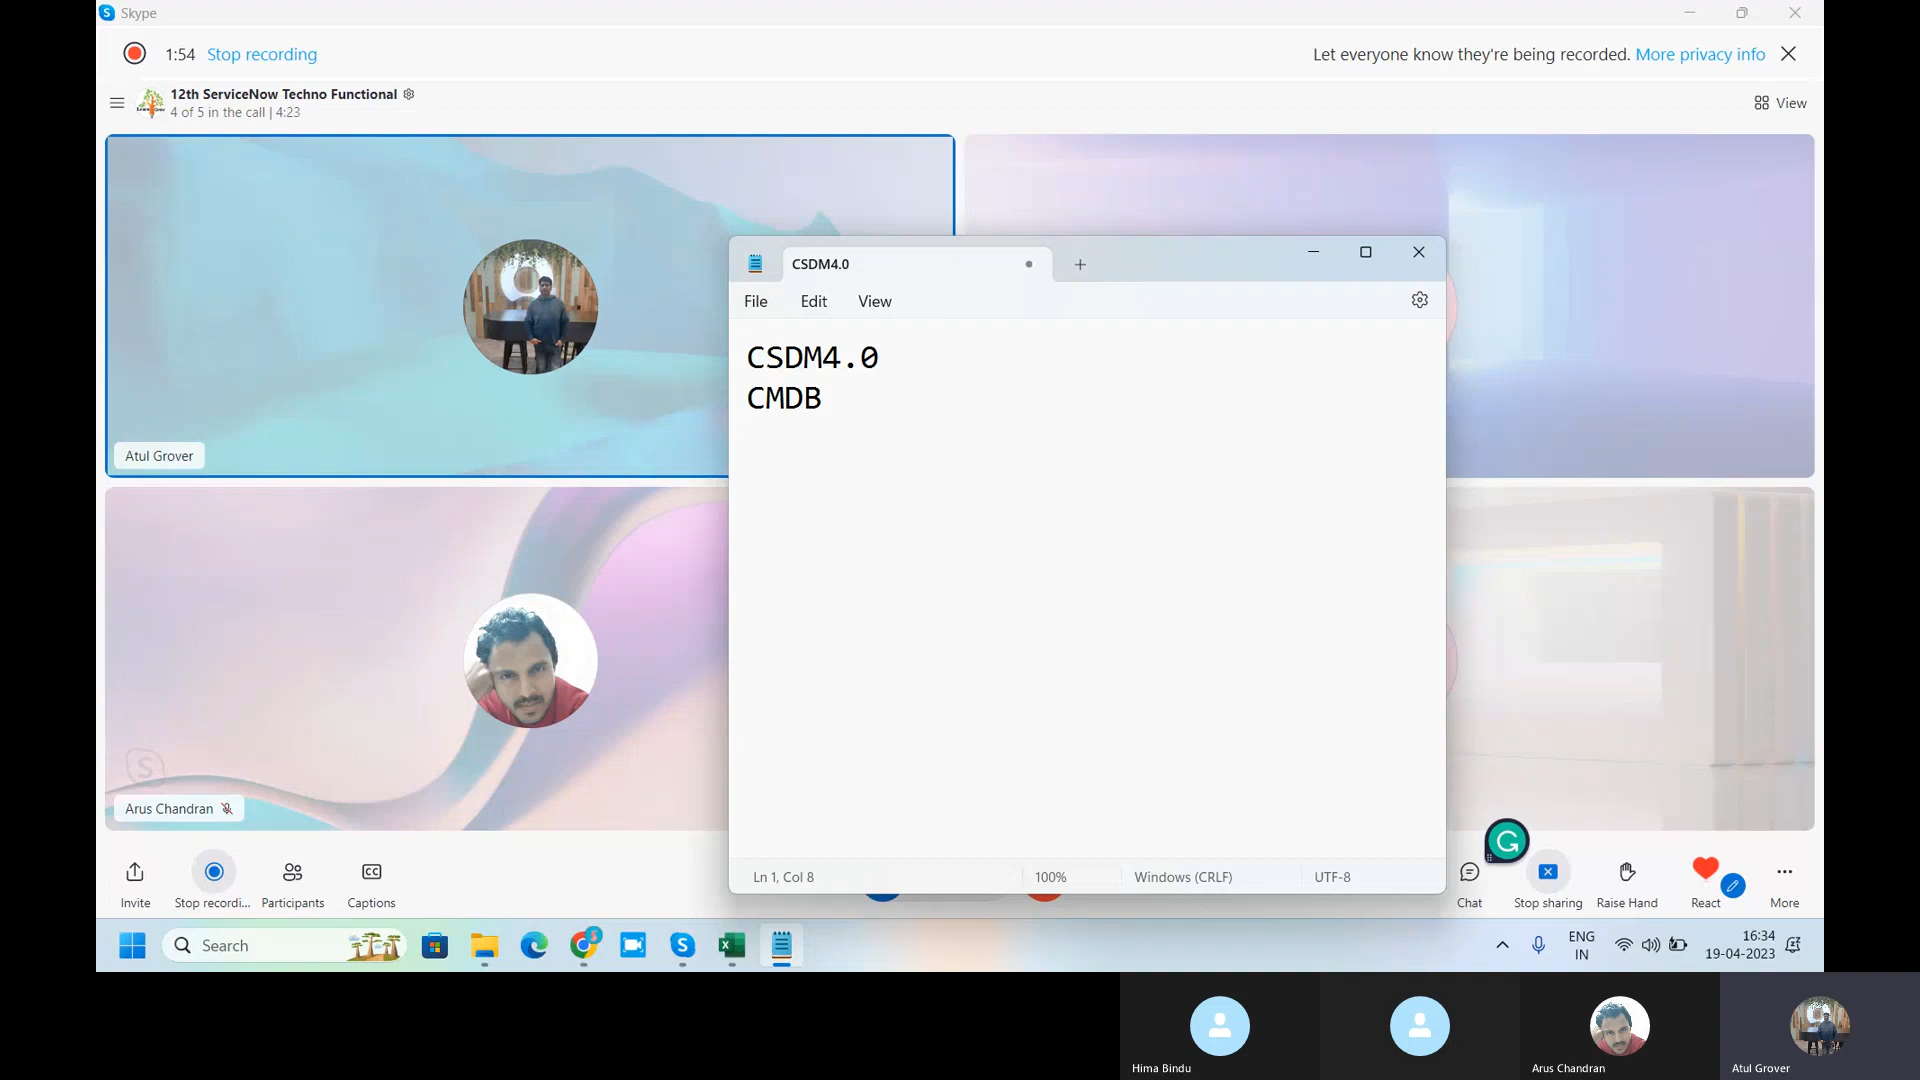 Skype
1:54 Stop recording
Let everyone know they're being recorded. More privacy info
12th ServiceNow Techno Functional
4 of 5 in the call | 4:23
View
CSDM4.0
File Edit View
CSDM4.0
CMDB
Ln 1, Col 8 100% Windows (CRLF) UTF-8
Atul Grover
Arus Chandran
Invite Stop recordi... Participants Captions
Chat Stop sharing Raise Hand React More
Search
ENG
IN
16:34
19-04-2023
Hima Bindu
Arus Chandran
Atul Grover